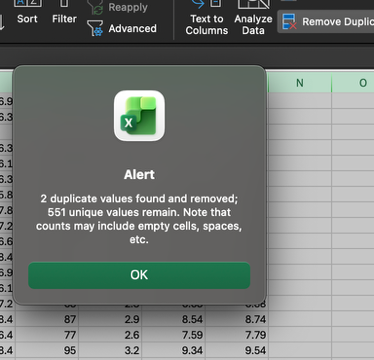 Reapply
Sort Filter Advanced Text to Columns Analyze Data Remove Duplic
N O
Alert
2 duplicate values found and removed;
551 unique values remain. Note that
counts may include empty cells, spaces,
etc.
OK
8.4 87 2.9 8.54 8.74
6.4 77 2.6 7.59 7.79
8.4 95 3.2 9.34 9.54